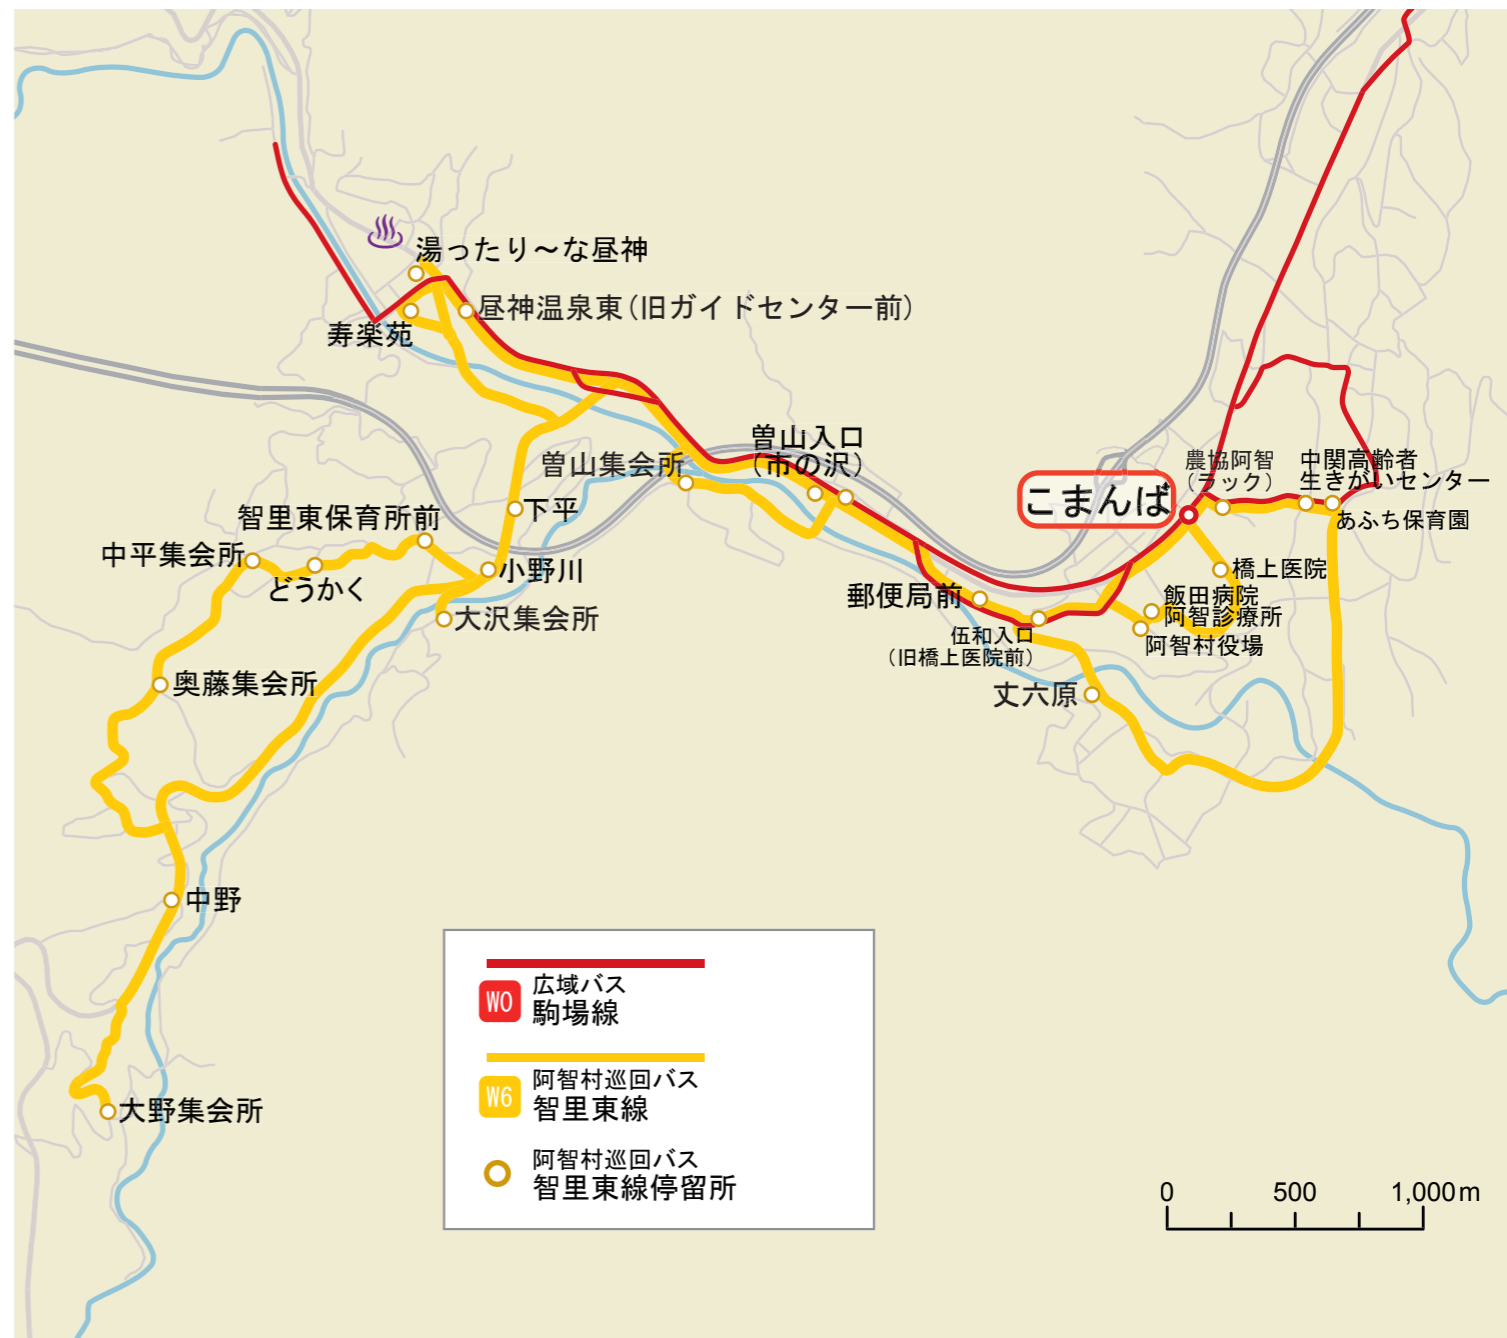 湯ったり～な昼神
昼神温泉東（旧ガイドセンター前）
寿楽苑
曽山入口
（市の沢）
曽山集会所
農協阿智
（ラック）
中関高齢者
生きがいセンター
こまんば
あふち保育園
下平
智里東保育所前
中平集会所
どうかく
小野川
大沢集会所
橋上医院
飯田病院
阿智診療所
阿智村役場
郵便局前
伍和入口
（旧橋上医院前）
丈六原
奥藤集会所
中野
大野集会所
W0
広域バス
駒場線
W6
阿智村巡回バス
智里東線
阿智村巡回バス
智里東線停留所
0 500 1,000m